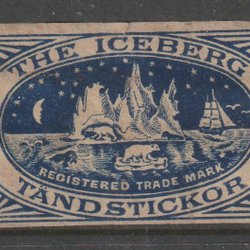 THE ICEBERG
REGISTERED TRADE MARK
TÄNDSTICKOR